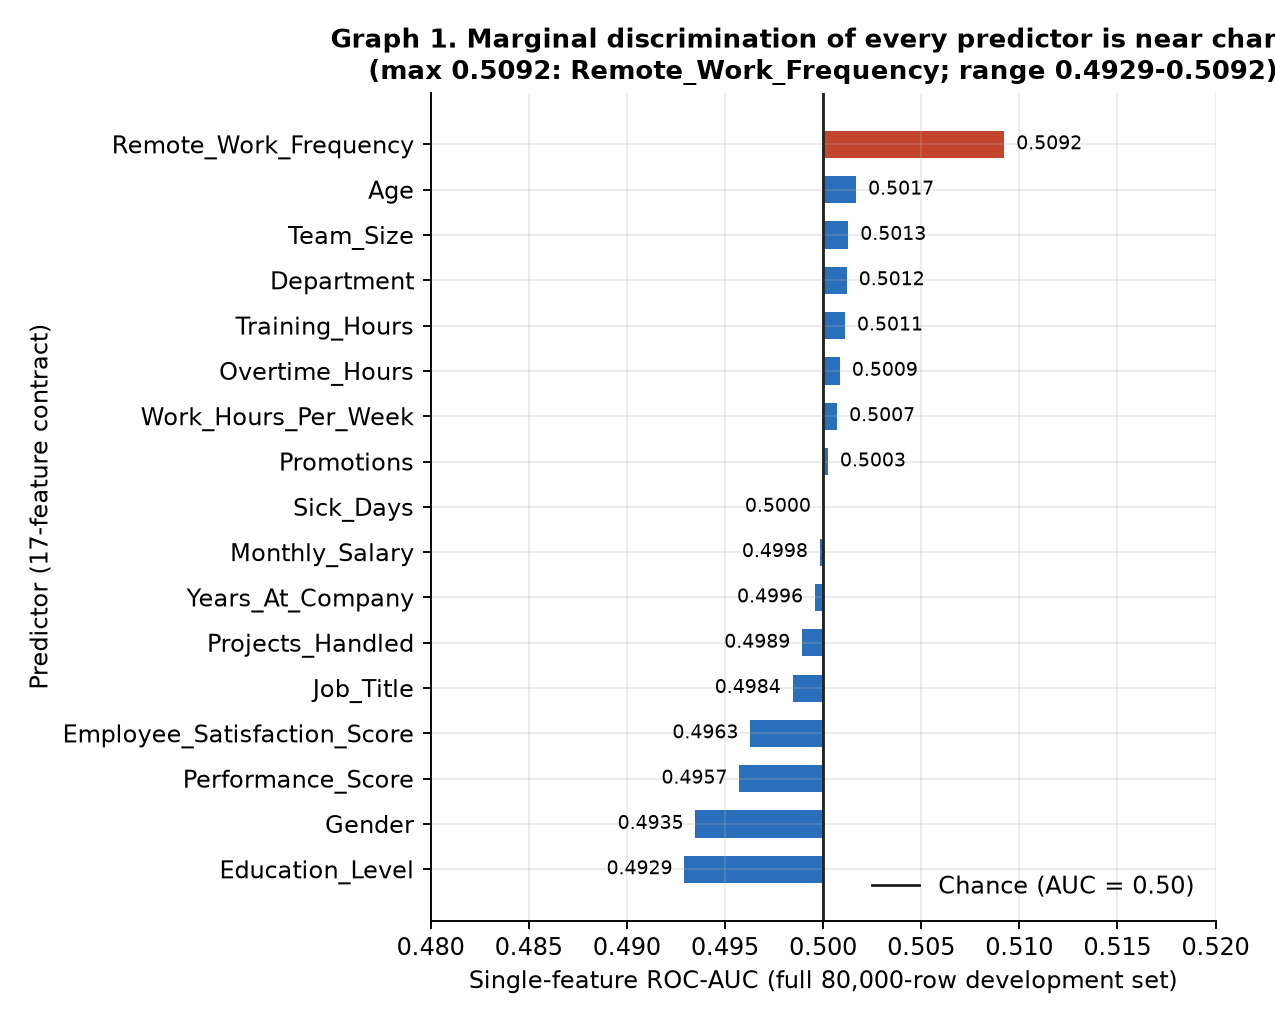 Graph 1. Marginal discrimination of every predictor is near
(max 0.5092: Remote_Work_Frequency; range 0.4929-0.5092)
Predictor (17-feature contract)
Remote_Work_Frequency 0.5092
Age 0.5017
Team_Size 0.5013
Department 0.5012
Training_Hours 0.5011
Overtime_Hours 0.5009
Work_Hours_Per_Week 0.5007
Promotions 0.5003
Sick_Days 0.5000
Monthly_Salary 0.4998
Years_At_Company 0.4996
Projects_Handled 0.4989
Job_Title 0.4984
Employee_Satisfaction_Score 0.4963
Performance_Score 0.4957
Gender 0.4935
Education_Level 0.4929
Chance (AUC = 0.50)
0.480 0.485 0.490 0.495 0.500 0.505 0.510 0.515 0.520
Single-feature ROC-AUC (full 80,000-row development set)